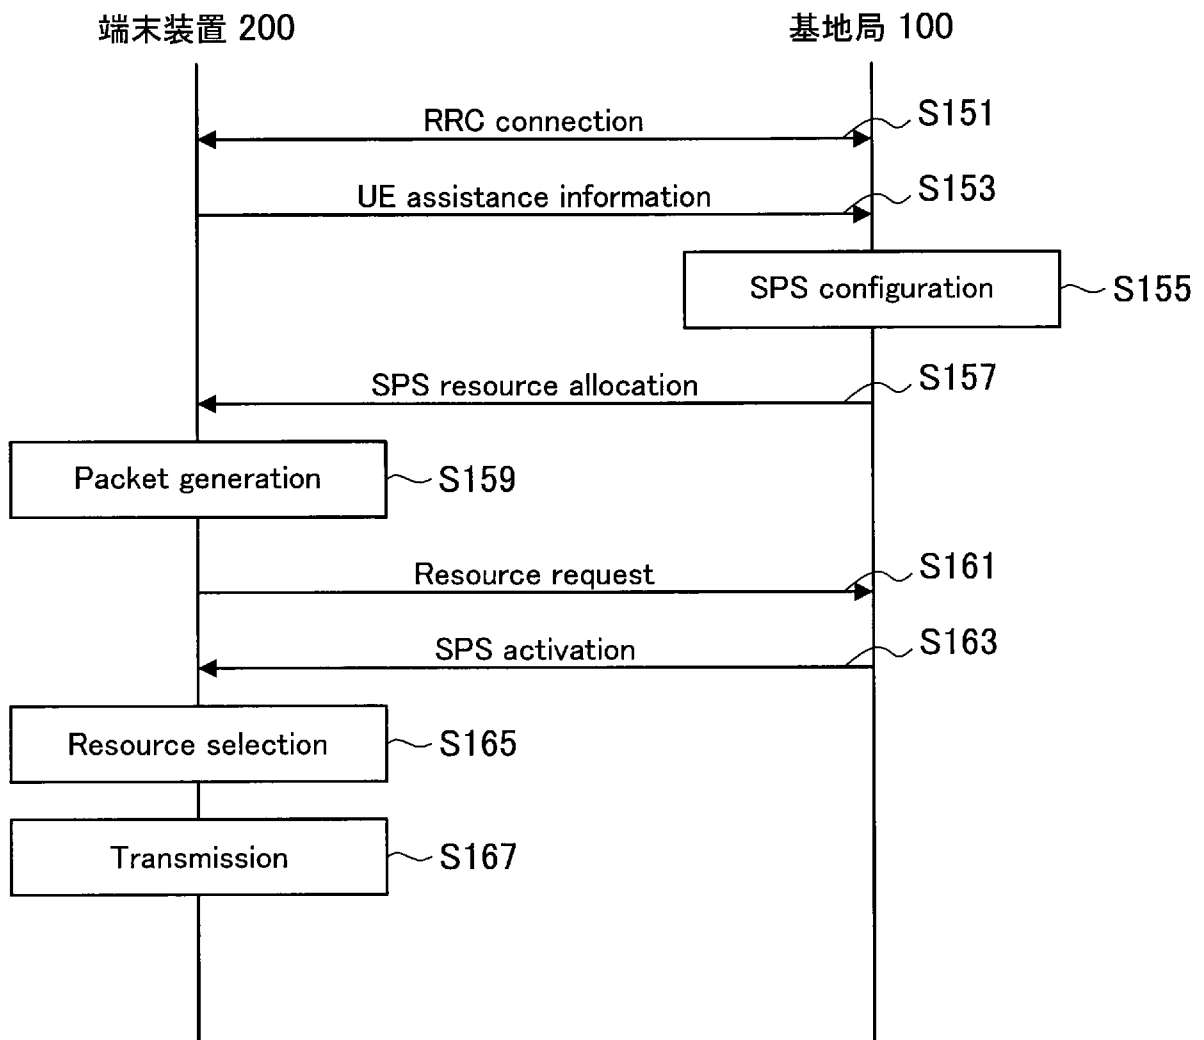 端末装置 200
基地局 100
RRC connection
S151
UE assistance information
S153
SPS configuration
S155
SPS resource allocation
S157
Packet generation
S159
Resource request
S161
SPS activation
S163
Resource selection
S165
Transmission
S167